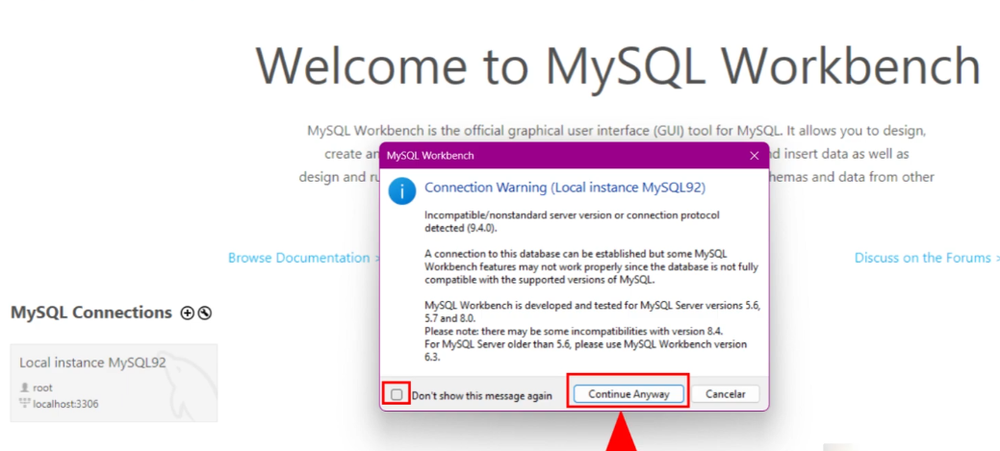 Welcome to MySQL Workbench
MySQL Workbench is the official graphical user interface (GUI) tool for MySQL. It allows you to design,
create an
d insert data as well as
design and ru
hemas and data from other
MySQL Workbench
Connection Warning (Local instance MySQL92)
Incompatible/nonstandard server version or connection protocol
detected (9.4.0).
A connection to this database can be established but some MySQL
Workbench features may not work properly since the database is not fully
compatible with the supported versions of MySQL.
MySQL Workbench is developed and tested for MySQL Server versions 5.6,
5.7 and 8.0.
Please note: there may be some incompatibilities with version 8.4.
For MySQL Server older than 5.6, please use MySQL Workbench version
6.3.
Don't show this message again
Continue Anyway
Cancelar
Browse Documentation >
Discuss on the Forums >
MySQL Connections
Local instance MySQL92
root
localhost:3306